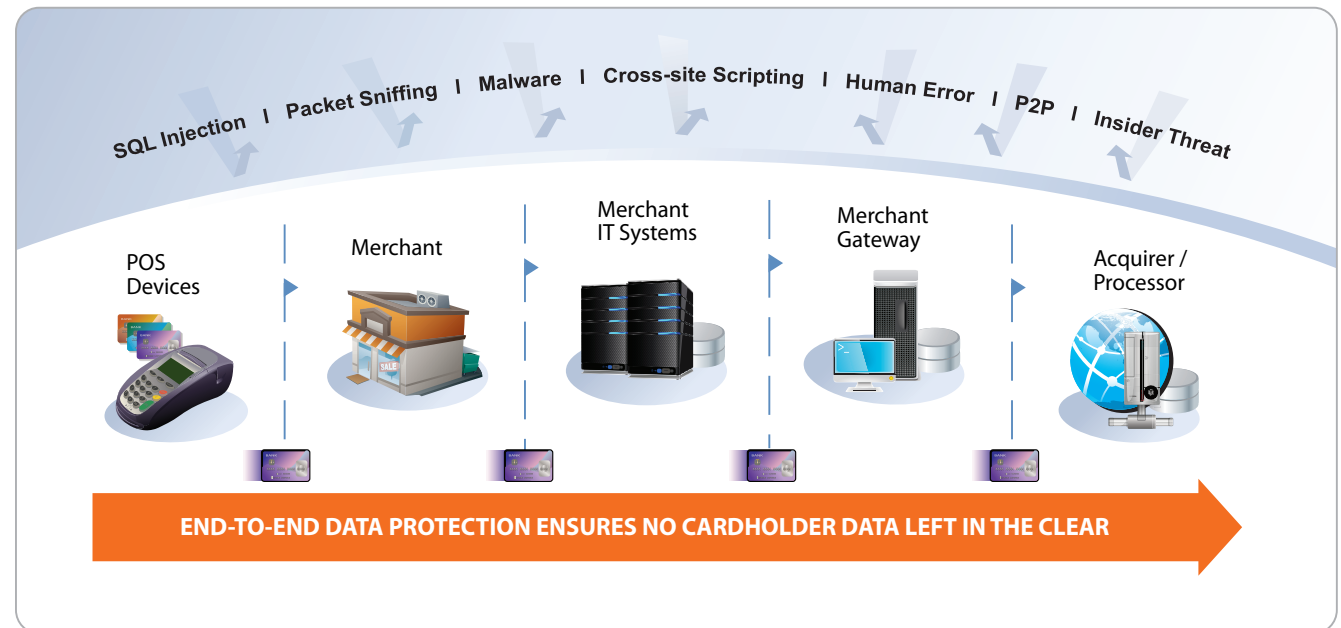 SQL Injection I Packet Sniffing I Malware I Cross-site Scripting I Human Error I P2P I Insider Threat
POS
Devices
Merchant
Merchant
IT Systems
Merchant
Gateway
Acquirer /
Processor
SALE
END-TO-END DATA PROTECTION ENSURES NO CARDHOLDER DATA LEFT IN THE CLEAR